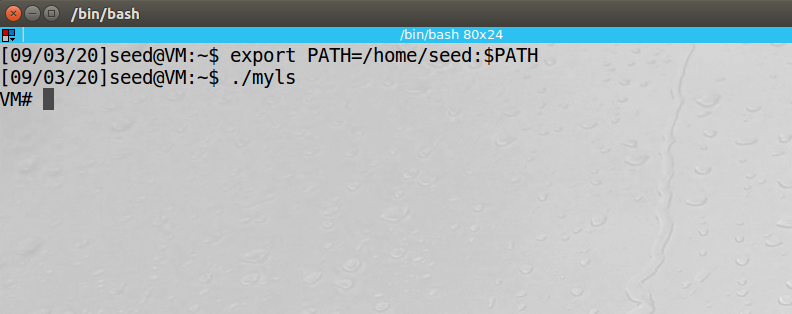 /bin/bash
/bin/bash 80x24
[09/03/20]seed@VM:~$ export PATH=/home/seed:$PATH
[09/03/20]seed@VM:~$ ./myls
VM#